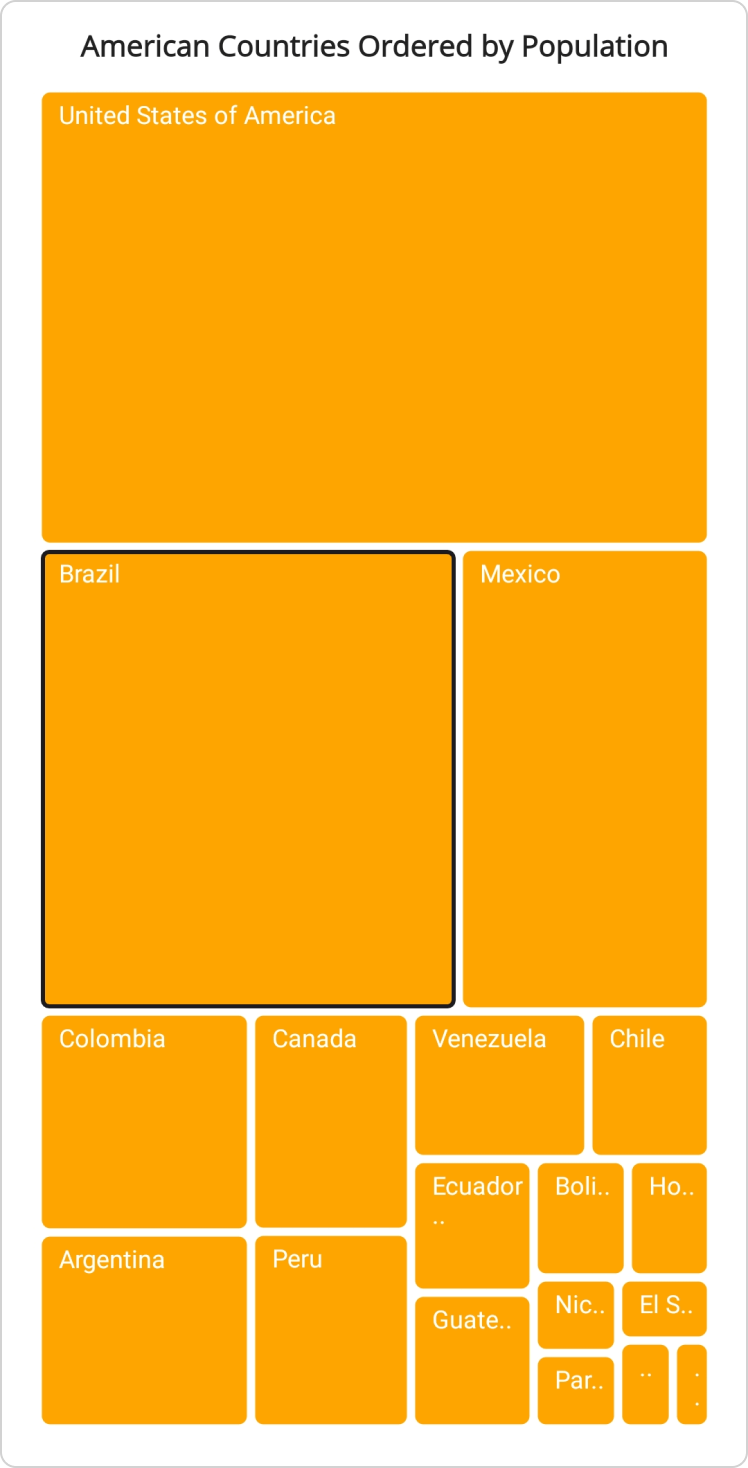 American Countries Ordered by Population
United States of America
Brazil
Mexico
Colombia
Canada
Venezuela
Chile
Ecuador
..
Boli..
Ho..
Argentina
Peru
Guate..
Nic..
El S..
Par..
..
.
.